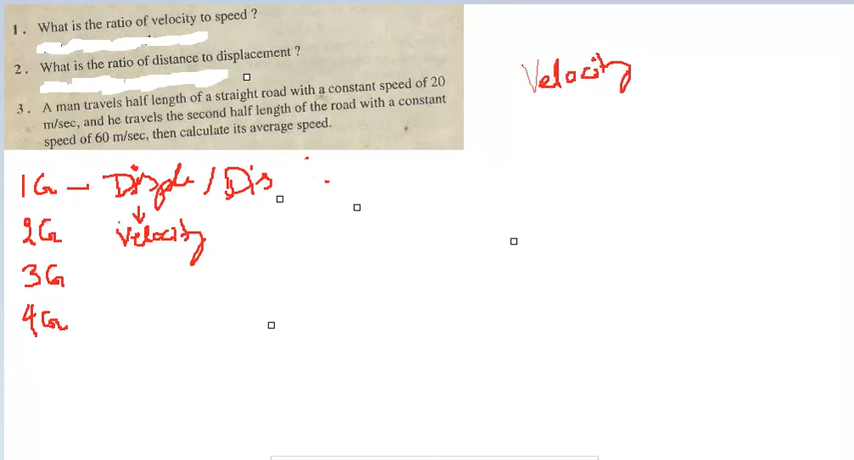 1. What is the ratio of velocity to speed ?
2. What is the ratio of distance to displacement ?
3. A man travels half length of a straight road with a constant speed of 20
m/sec, and he travels the second half length of the road with a constant
speed of 60 m/sec, then calculate its average speed.
Velocity
1G - Displ / Dis
2G velocity
3G
4G